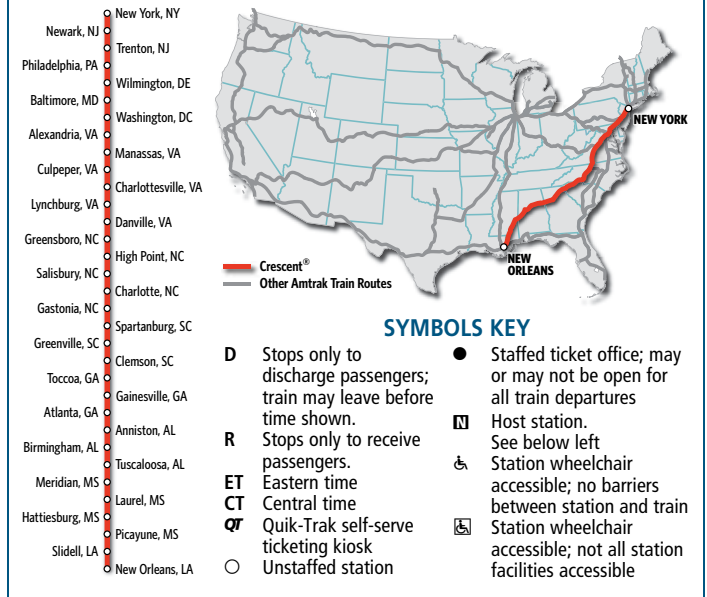 New York, NY
Newark, NJ
Trenton, NJ
Philadelphia, PA
Wilmington, DE
Baltimore, MD
Washington, DC
Alexandria, VA
Manassas, VA
Culpeper, VA
Charlottesville, VA
Lynchburg, VA
Danville, VA
Greensboro, NC
High Point, NC
Salisbury, NC
Charlotte, NC
Gastonia, NC
Spartanburg, SC
Greenville, SC
Clemson, SC
Toccoa, GA
Gainesville, GA
Atlanta, GA
Anniston, AL
Birmingham, AL
Tuscaloosa, AL
Meridian, MS
Laurel, MS
Hattiesburg, MS
Picayune, MS
Slidell, LA
New Orleans, LA
NEW YORK
NEW
ORLEANS
Crescent®
Other Amtrak Train Routes
SYMBOLS KEY
D Stops only to
discharge passengers;
train may leave before
time shown.
R Stops only to receive
passengers.
ET Eastern time
CT Central time
QT Quik-Trak self-serve
ticketing kiosk
○ Unstaffed station
● Staffed ticket office; may
or may not be open for
all train departures
N Host station.
See below left
♿ Station wheelchair
accessible; no barriers
between station and train
♿ Station wheelchair
accessible; not all station
facilities accessible